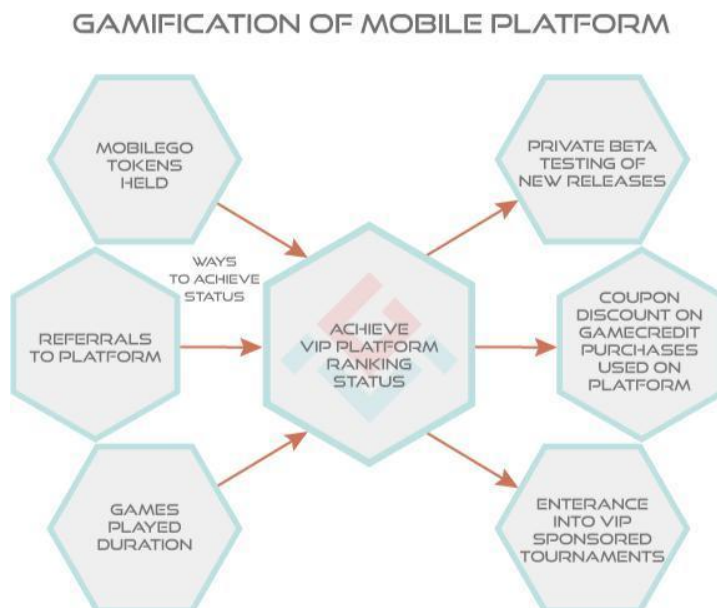 GAMIFICATION OF MOBILE PLATFORM
MOBILEGO
TOKENS
HELD
WAYS
TO ACHIEVE
STATUS
REFERRALS
TO PLATFORM
GAMES
PLAYED
DURATION
ACHIEVE
VIP PLATFORM
RANKING
STATUS
PRIVATE BETA
TESTING OF
NEW RELEASES
COUPON
DISCOUNT ON
GAMECREDIT
PURCHASES
USED ON
PLATFORM
ENTERANCE
INTO VIP
SPONSORED
TOURNAMENTS